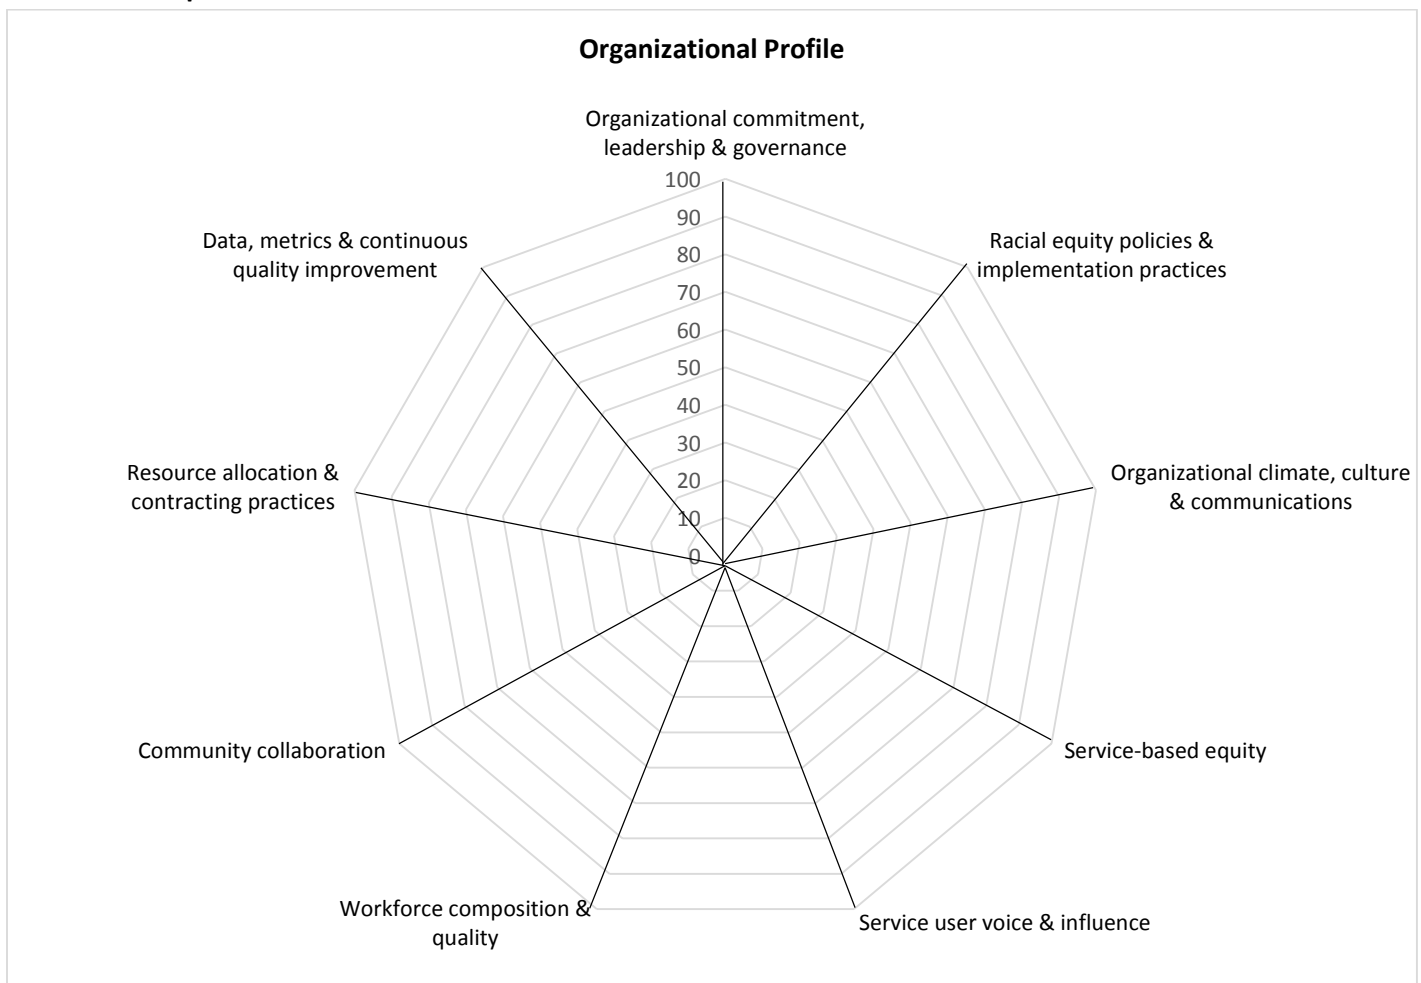 Organizational Profile
Organizational commitment,
leadership & governance
100
90
80
70
60
50
40
30
20
10
0
Racial equity policies &
implementation practices
Organizational climate, culture
& communications
Service-based equity
Service user voice & influence
Workforce composition &
quality
Community collaboration
Resource allocation &
contracting practices
Data, metrics & continuous
quality improvement